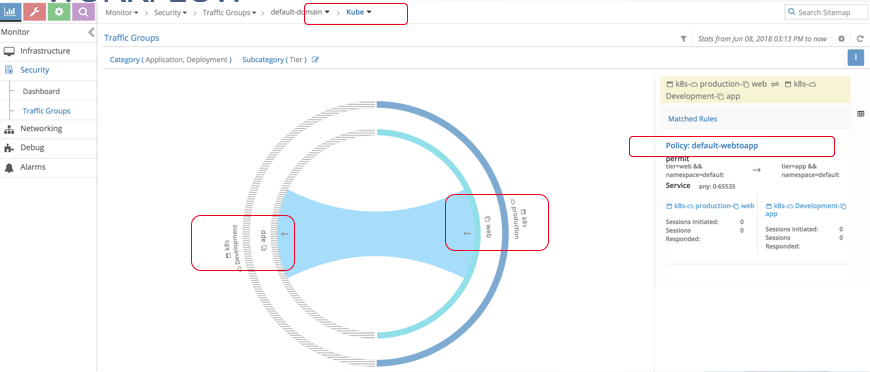 Monitor Security Traffic Groups default-domain Kube
Search Sitemap
Monitor
Infrastructure
Security
Dashboard
Traffic Groups
Networking
Debug
Alarms
Traffic Groups
Stats from Jun 08, 2018 03:13 PM to now
Category ( Application, Deployment ) Subcategory ( Tier )
k8s
Development
app
web
k8s
production
k8s- production- web ⇌ k8s-
Development- app
Matched Rules
Policy: default-webtoapp
permit
tier=web && → tier=app &&
namespace=default namespace=default
Service any: 0-65535
k8s- production- web
Sessions Initiated: 0
Sessions 0
Responded:
k8s- Development-
app
Sessions Initiated: 0
Sessions 0
Responded: